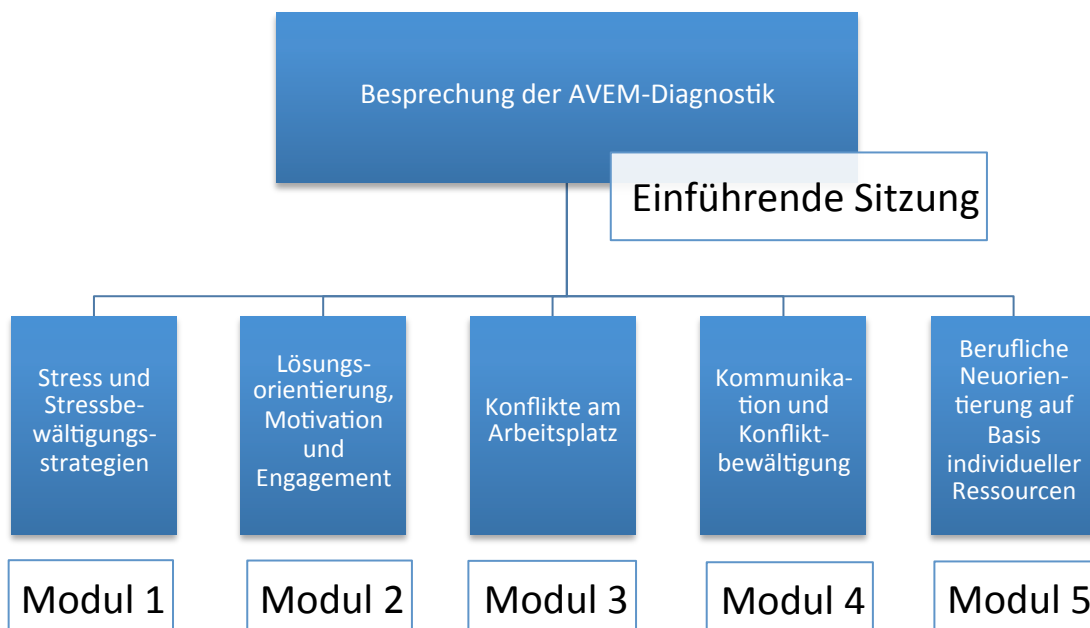 Besprechung der AVEM-Diagnostik
Einführende Sitzung
Stress und
Stressbe-
wältigungs-
strategien
Lösungs-
orientierung,
Motivation
und
Engagement
Konflikte am
Arbeitsplatz
Kommunika-
tion und
Konflikt-
bewältigung
Berufliche
Neuorien-
tierung auf
Basis
individueller
Ressourcen
Modul 1
Modul 2
Modul 3
Modul 4
Modul 5